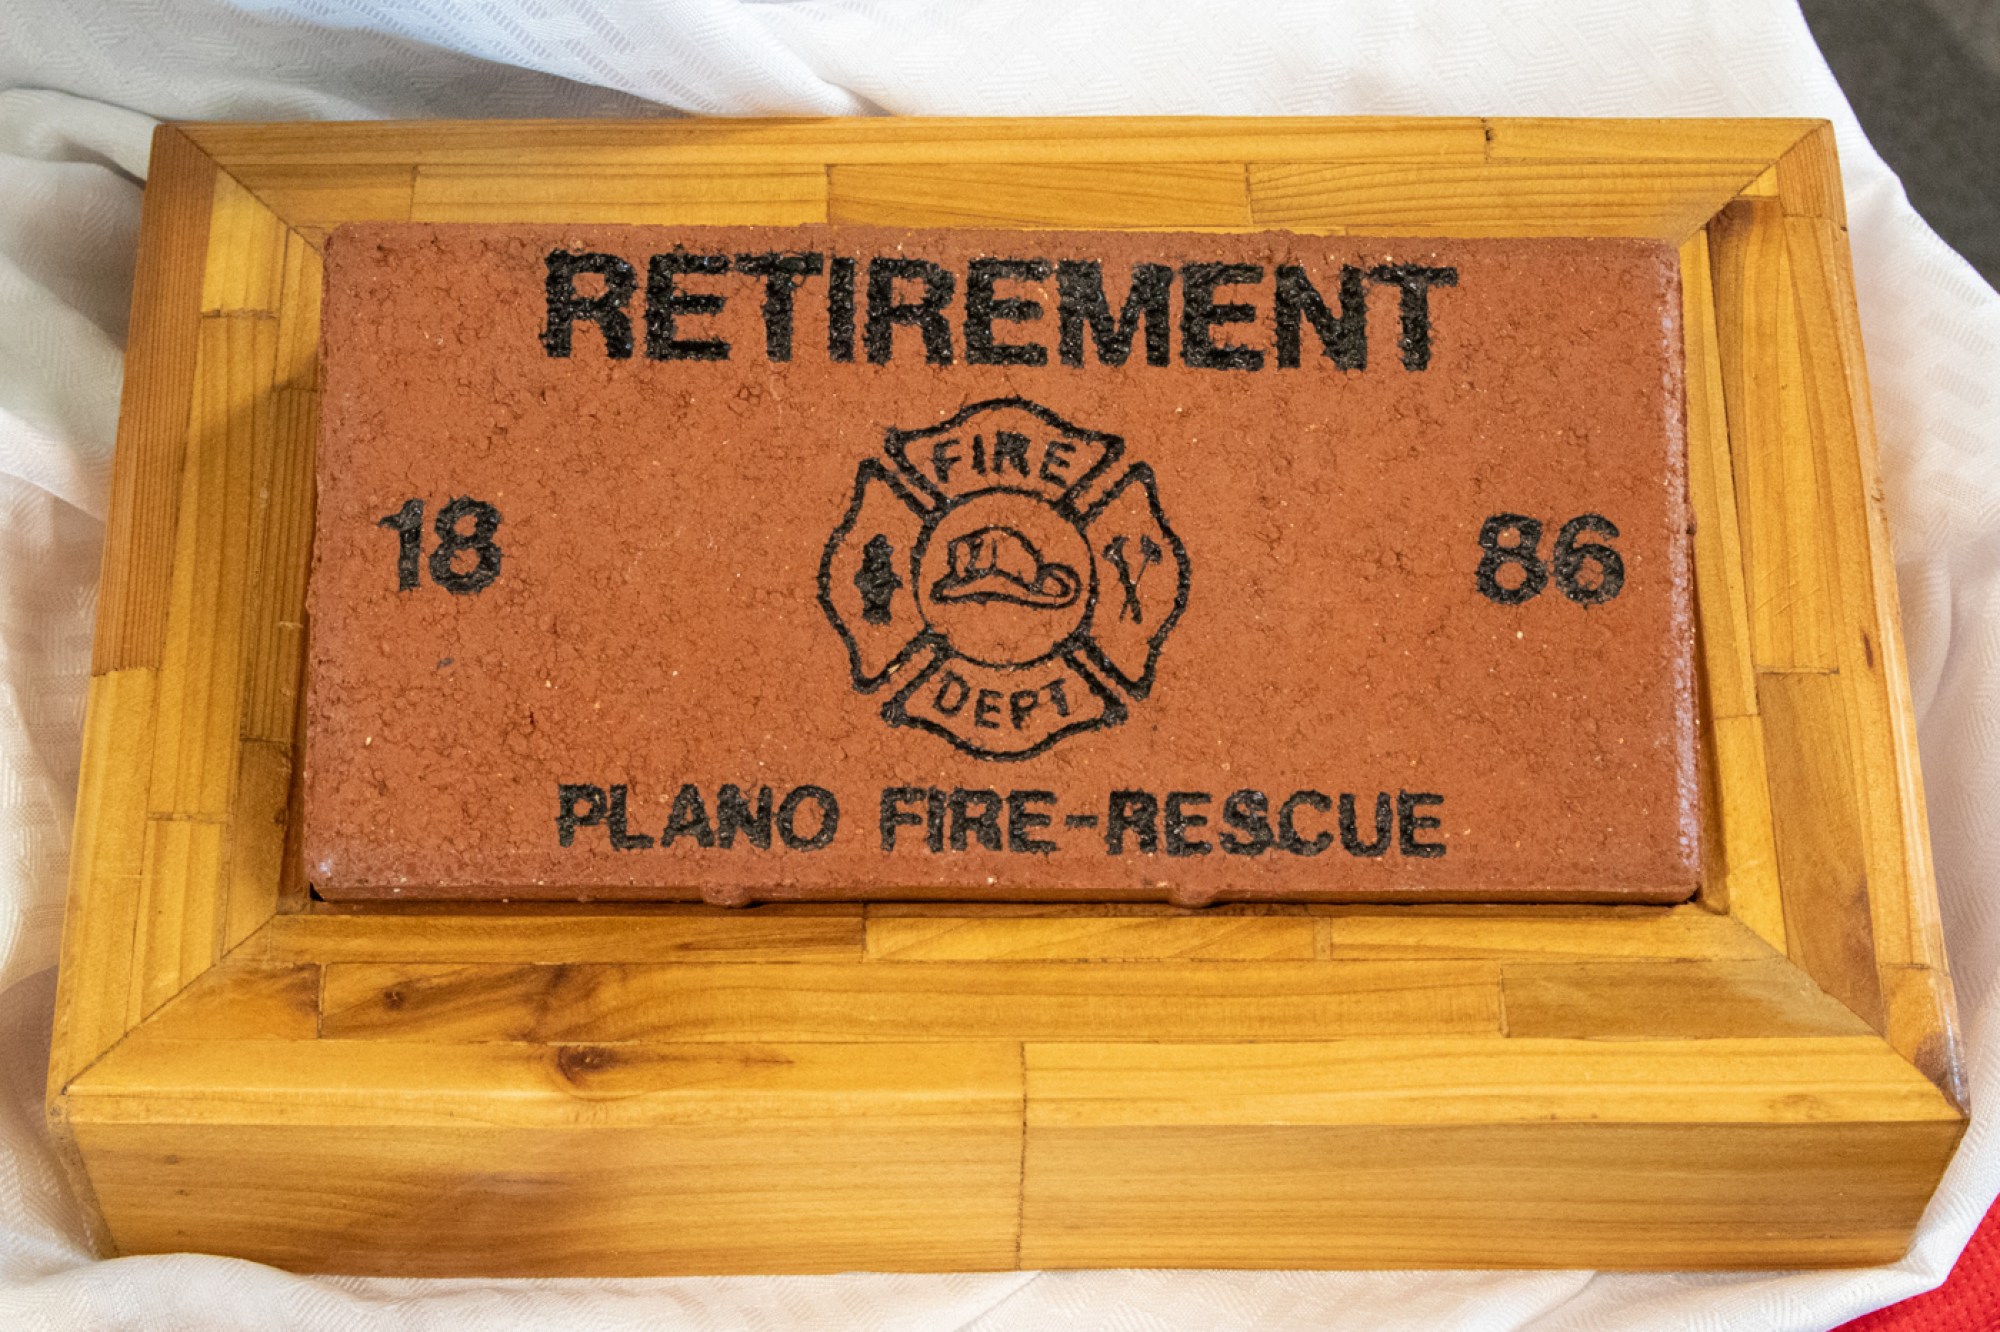 RETIREMENT
FIRE
18 86
DEPT
PLANO FIRE-RESCUE